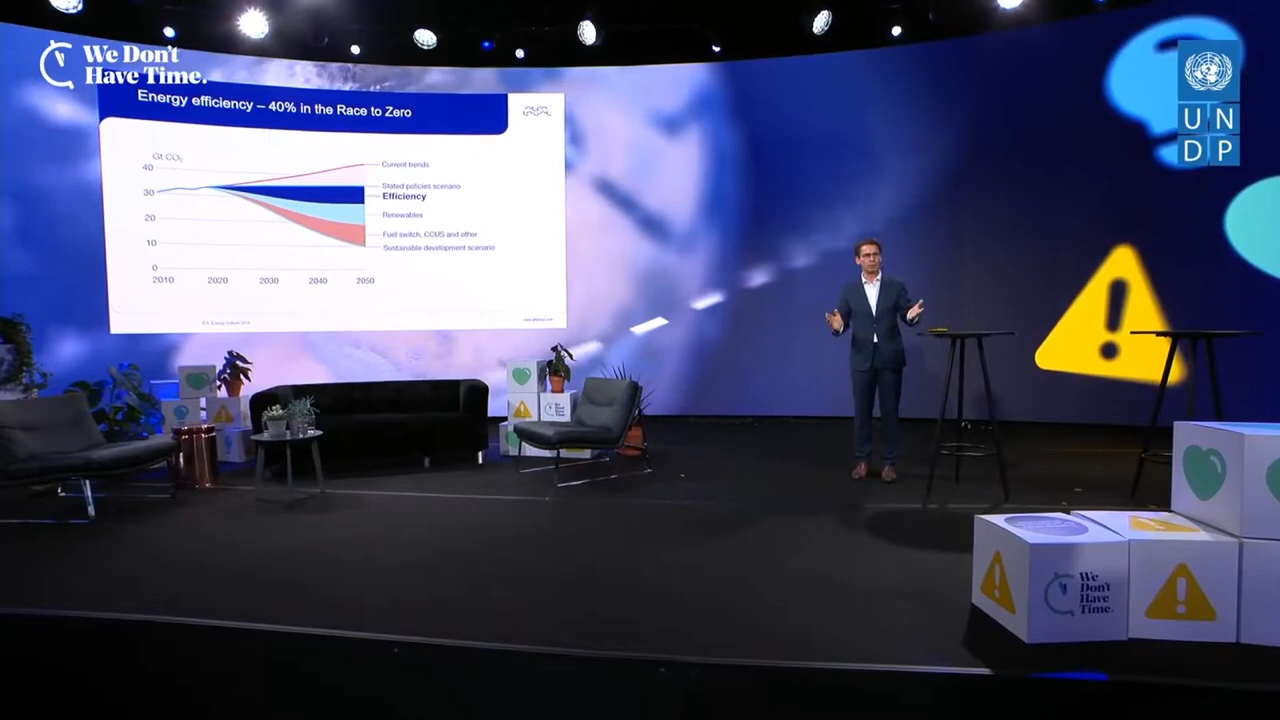 We Don't
Have Time.
UN
DP
Energy efficiency – 40% in the Race to Zero
Gt CO₂
40
30
20
10
0
2010 2020 2030 2040 2050
Current trends
Stated policies scenario
Efficiency
Renewables
Fuel switch, CCUS and other
Sustainable development scenario
We
Don't
Have
Time.